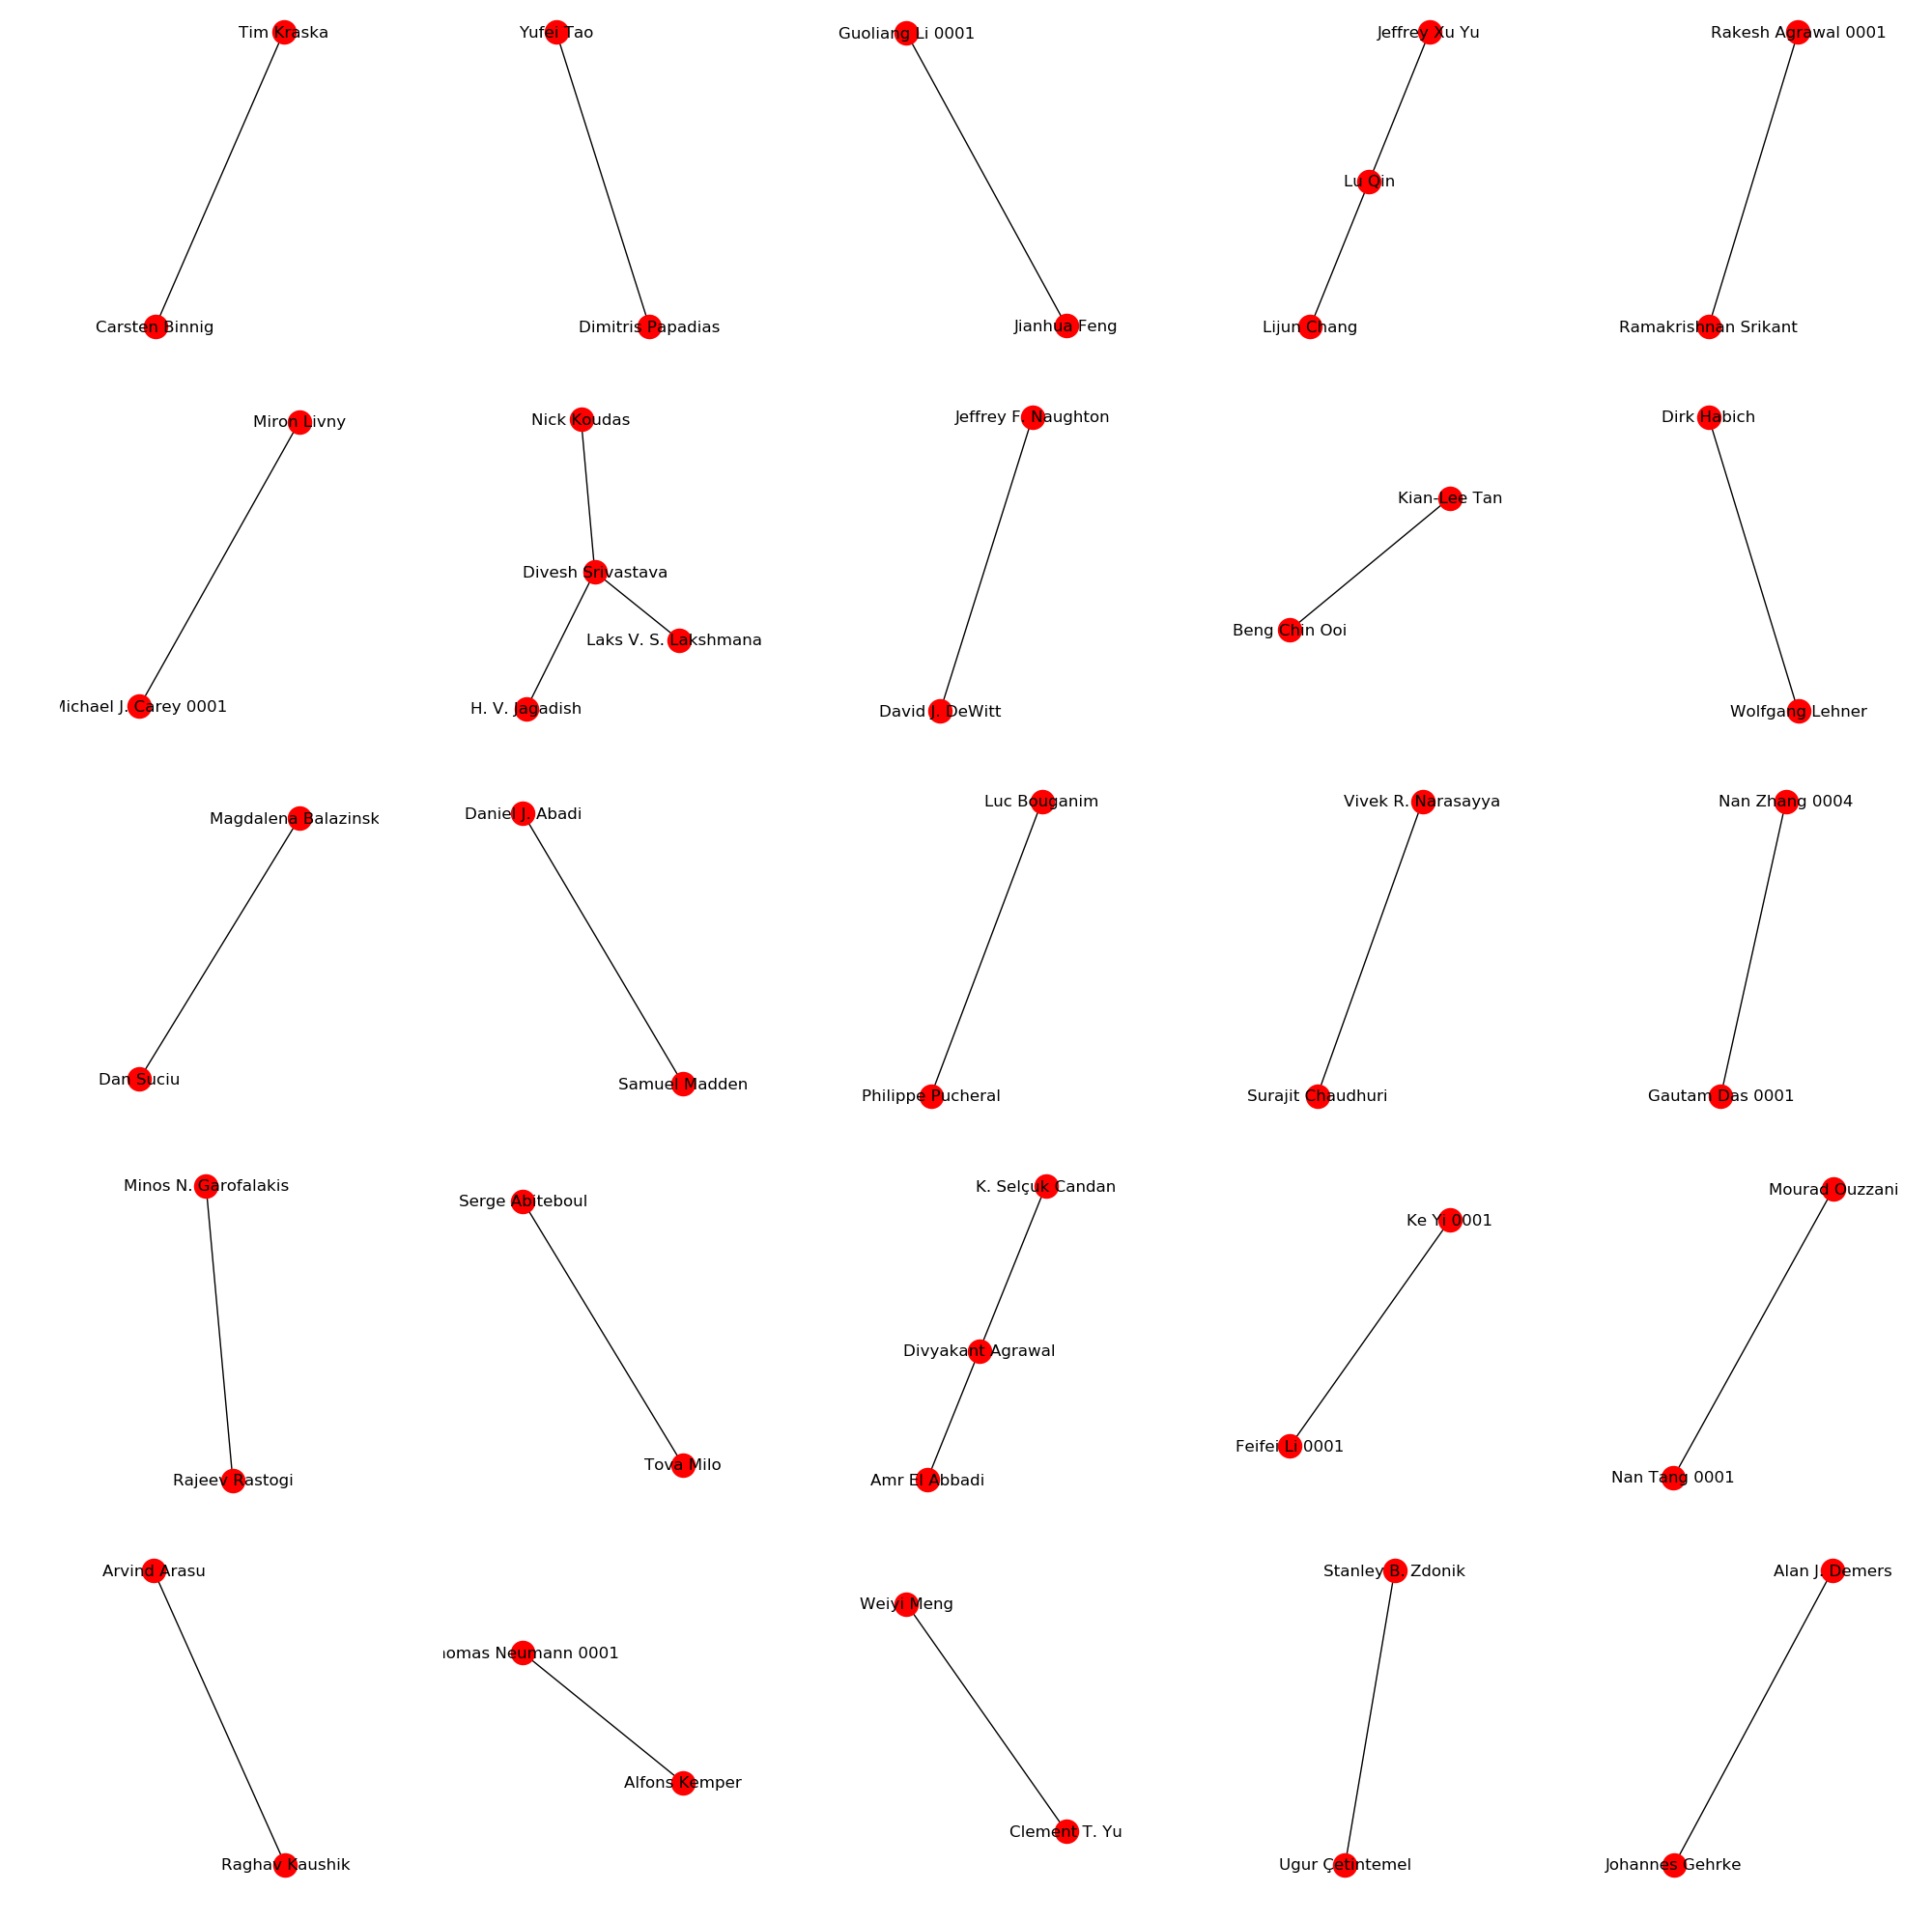 Tim Kraska
Yufei Tao
Guoliang Li 0001
Jeffrey Xu Yu
Rakesh Agrawal 0001
Lu Qin
Carsten Binnig
Dimitris Papadias
Jianhua Feng
Lijun Chang
Ramakrishnan Srikant
Miron Livny
Nick Koudas
Jeffrey F. Naughton
Dirk Habich
Kian-Lee Tan
Divesh Srivastava
Beng Chin Ooi
Laks V. S. Lakshmana
Michael J. Carey 0001
H. V. Jagadish
David J. DeWitt
Wolfgang Lehner
Magdalena Balazinsk
Daniel J. Abadi
Luc Bouganim
Vivek R. Narasayya
Nan Zhang 0004
Dan Suciu
Samuel Madden
Philippe Pucheral
Surajit Chaudhuri
Gautam Das 0001
Minos N. Garofalakis
Serge Abiteboul
K. Selçuk Candan
Ke Yi 0001
Mourad Ouzzani
Divyakant Agrawal
Rajeev Rastogi
Tova Milo
Amr El Abbadi
Feifei Li 0001
Nan Tang 0001
Arvind Arasu
Weiyi Meng
Stanley B. Zdonik
Alan J. Demers
homas Neumann 0001
Alfons Kemper
Clement T. Yu
Raghav Kaushik
Ugur Çetintemel
Johannes Gehrke